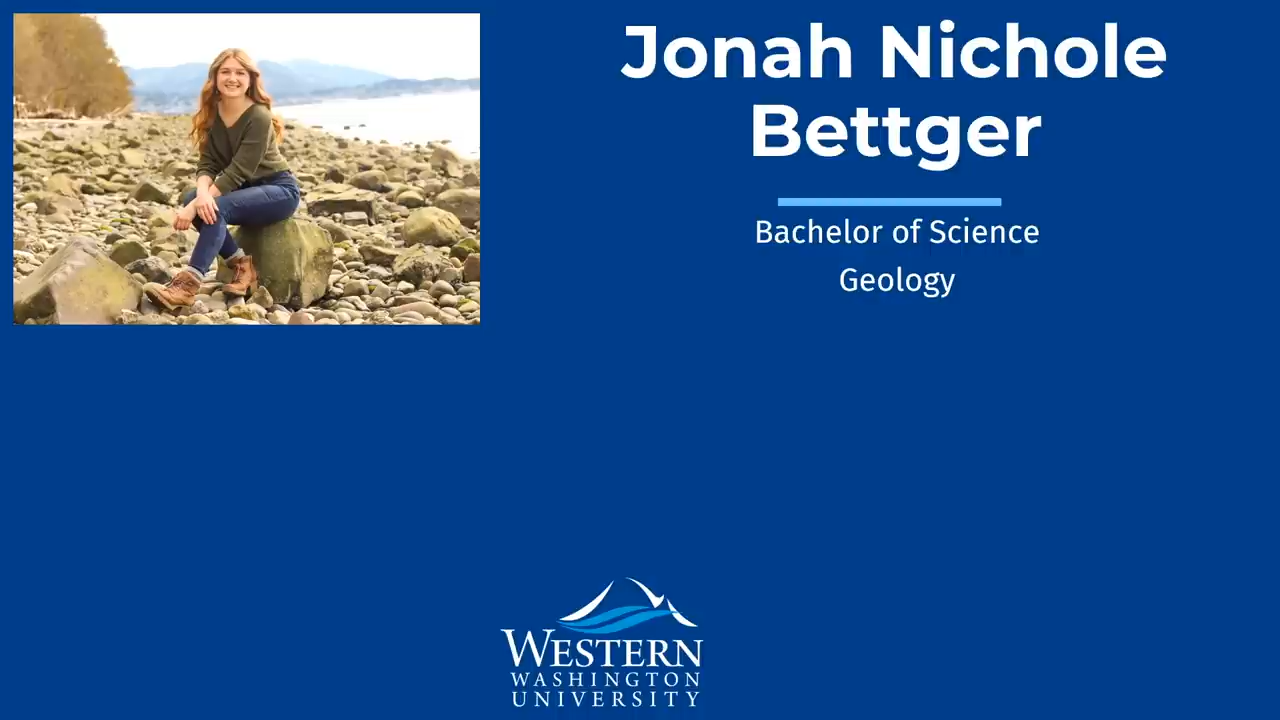 Jonah Nichole
Bettger
Bachelor of Science
Geology
WESTERN
WASHINGTON
UNIVERSITY